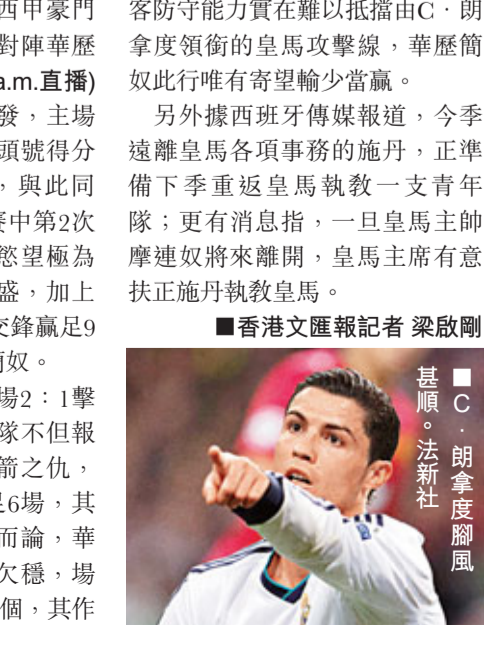 西甲豪門
對陣華歷
a.m.直播)
發，主場
頭號得分
，與此同
賽中第2次
慾望極為
盛，加上
交鋒贏足9
奴。
場2：1擊
隊不但報
箭之仇，
足6場，其
而論，華
欠穩，場
個，其作
客防守能力實在難以抵擋由C．朗
拿度領銜的皇馬攻擊線，華歷簡
奴此行唯有寄望輸少當贏。
另外據西班牙傳媒報道，今季
遠離皇馬各項事務的施丹，正準
備下季重返皇馬執教一支青年
隊；更有消息指，一旦皇馬主帥
摩連奴將來離開，皇馬主席有意
扶正施丹執教皇馬。
■香港文匯報記者 梁啟剛
■C．朗拿度腳風
甚順。法新社